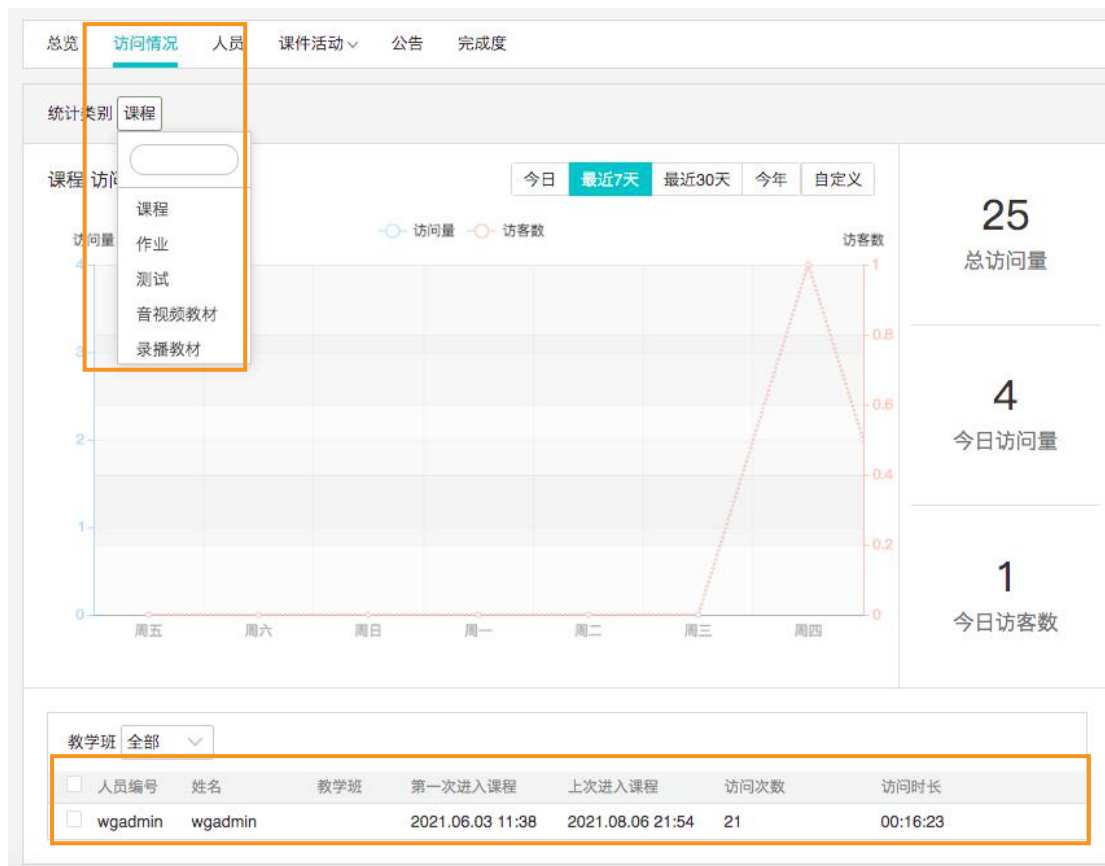 总览 访问情况 人员 课件活动 公告 完成度
统计类别 课程
课程 访问
今日 最近7天 最近30天 今年 自定义
课程
作业
测试
音视频教材
录播教材
访问量 访客数
访问量
访客数
4
3
2
1
0
1
0.8
0.6
0.4
0.2
0
周五 周六 周日 周一 周二 周三 周四
25
总访问量
4
今日访问量
1
今日访客数
教学班 全部
人员编号 姓名 教学班 第一次进入课程 上次进入课程 访问次数 访问时长
wgadmin wgadmin 2021.06.03 11:38 2021.08.06 21:54 21 00:16:23